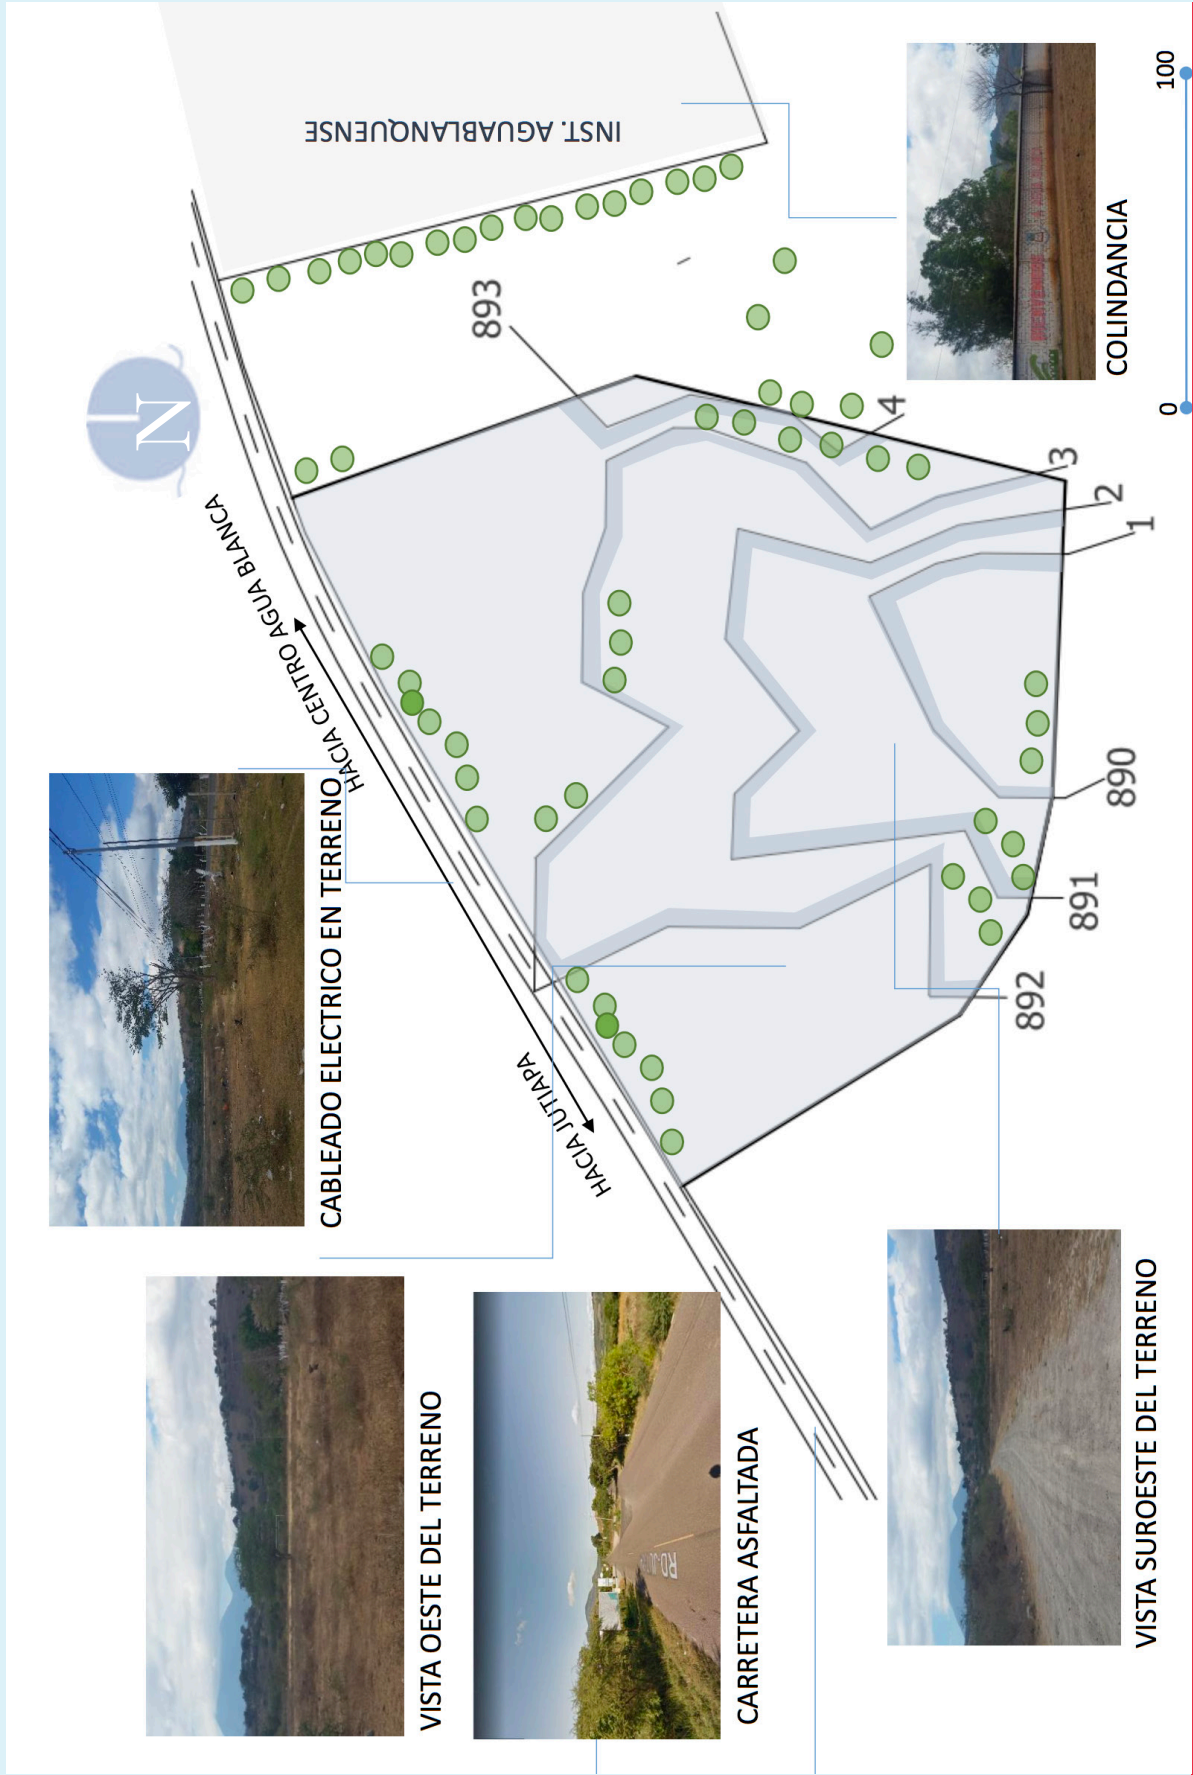 N
INST. AGUABLANQUENSE
HACIA CENTRO AGUA BLANCA
HACIA JUTIAPA
CABLEADO ELECTRICO EN TERRENO
VISTA OESTE DEL TERRENO
CARRETERA ASFALTADA
VISTA SUROESTE DEL TERRENO
COLINDANCIA
893
4
3
2
1
890
891
892
0
100